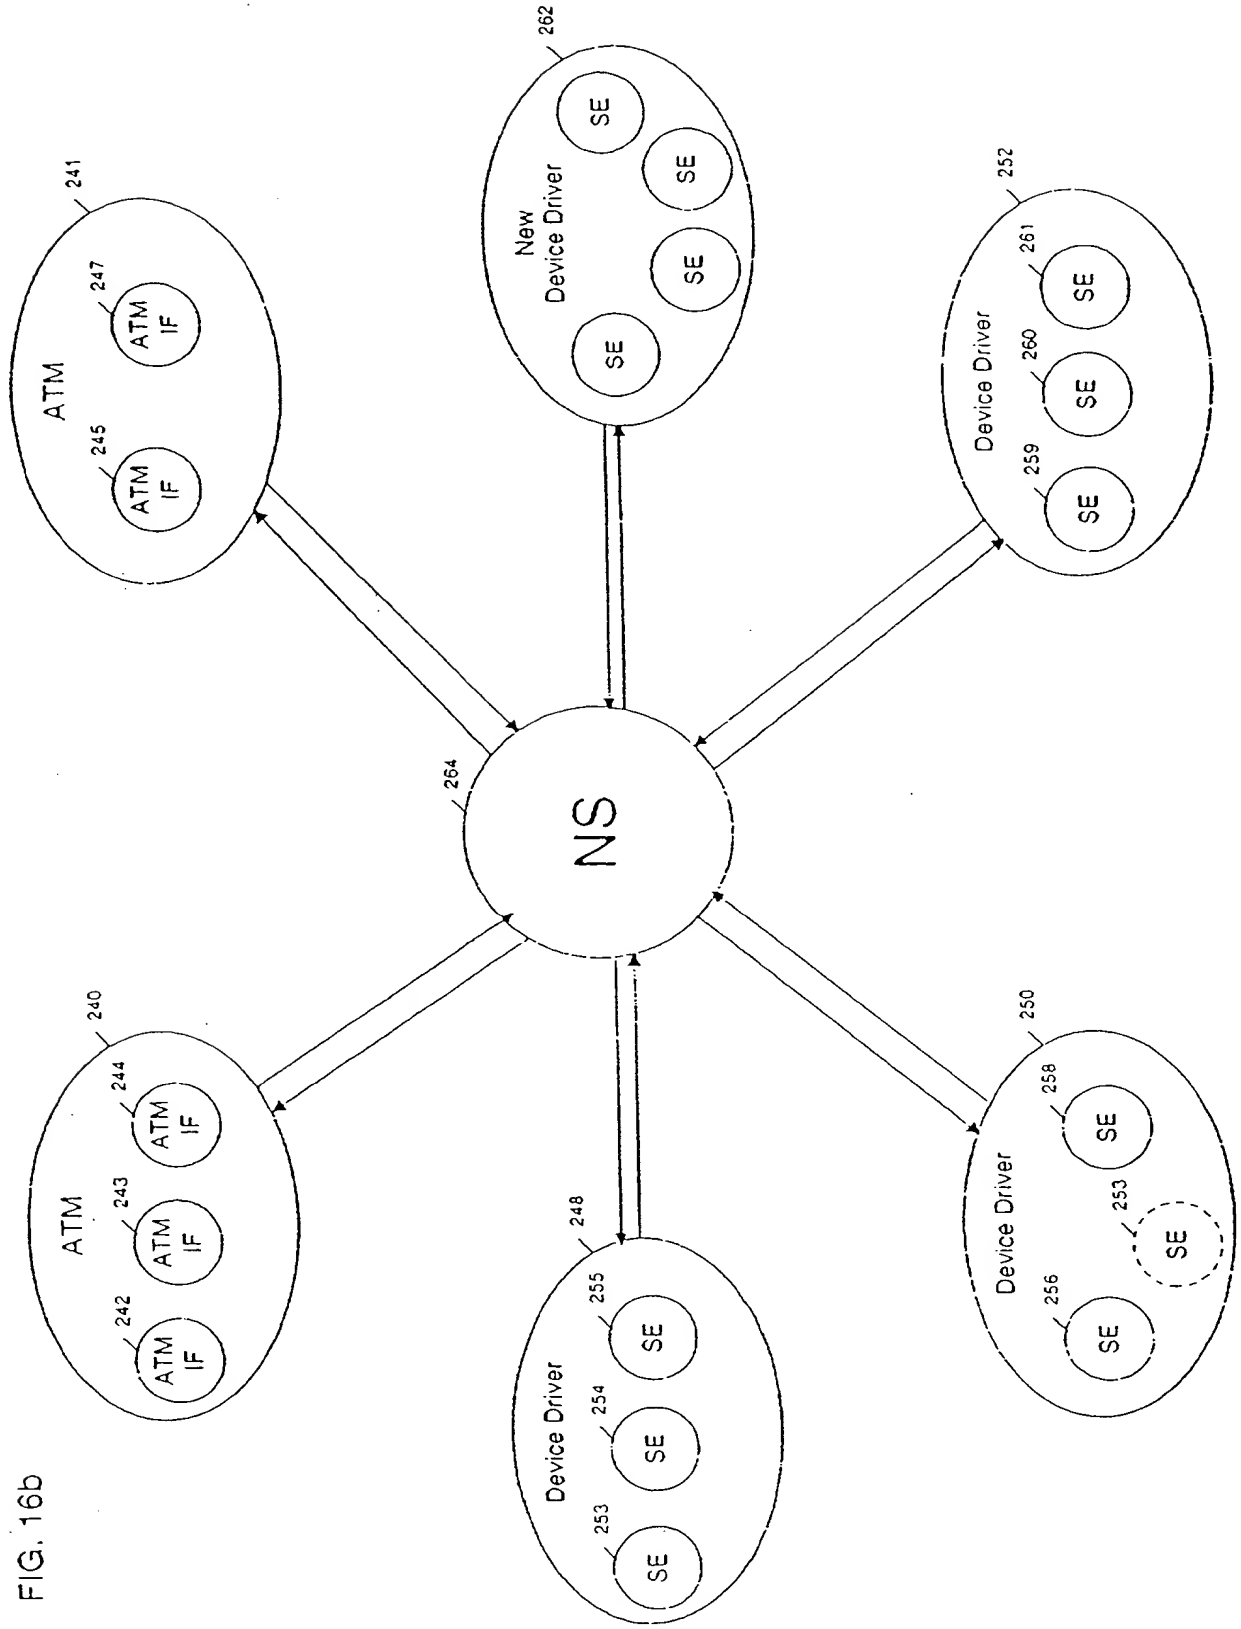 FIG. 16b
240
ATM
242
ATM
IF
243
ATM
IF
244
ATM
IF
241
ATM
245
ATM
IF
247
ATM
IF
264
NS
248
Device Driver
253
SE
254
SE
255
SE
262
New
Device Driver
SE
SE
SE
SE
250
Device Driver
256
SE
253
SE
258
SE
252
Device Driver
259
SE
260
SE
261
SE